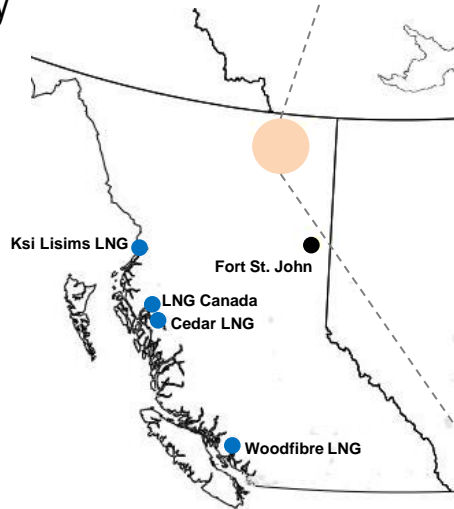 Ksi Lisims LNG
Fort St. John
LNG Canada
Cedar LNG
Woodfibre LNG